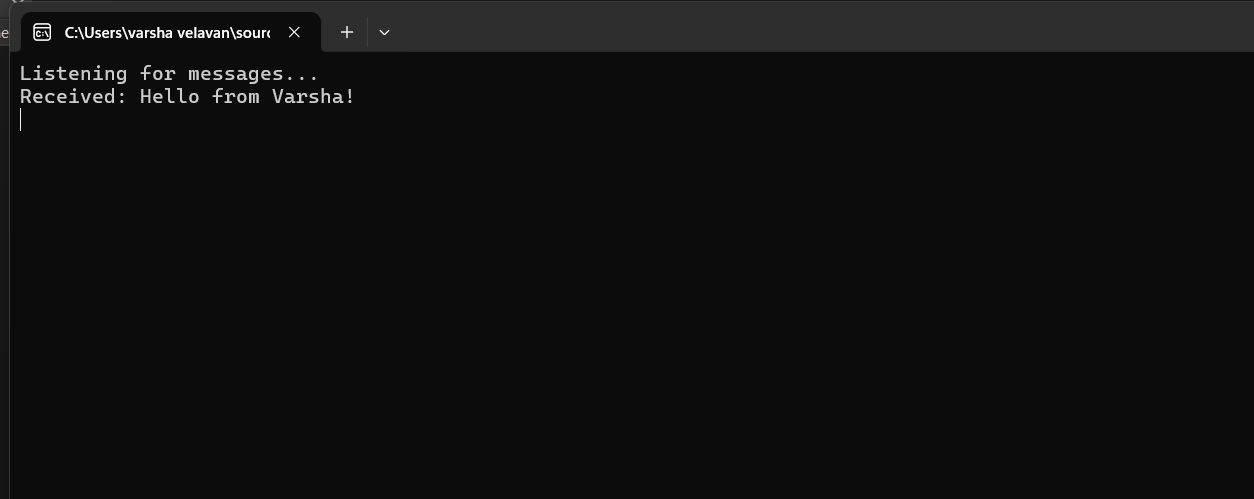 C:\Users\varsha velavan\sourc
Listening for messages...
Received: Hello from Varsha!